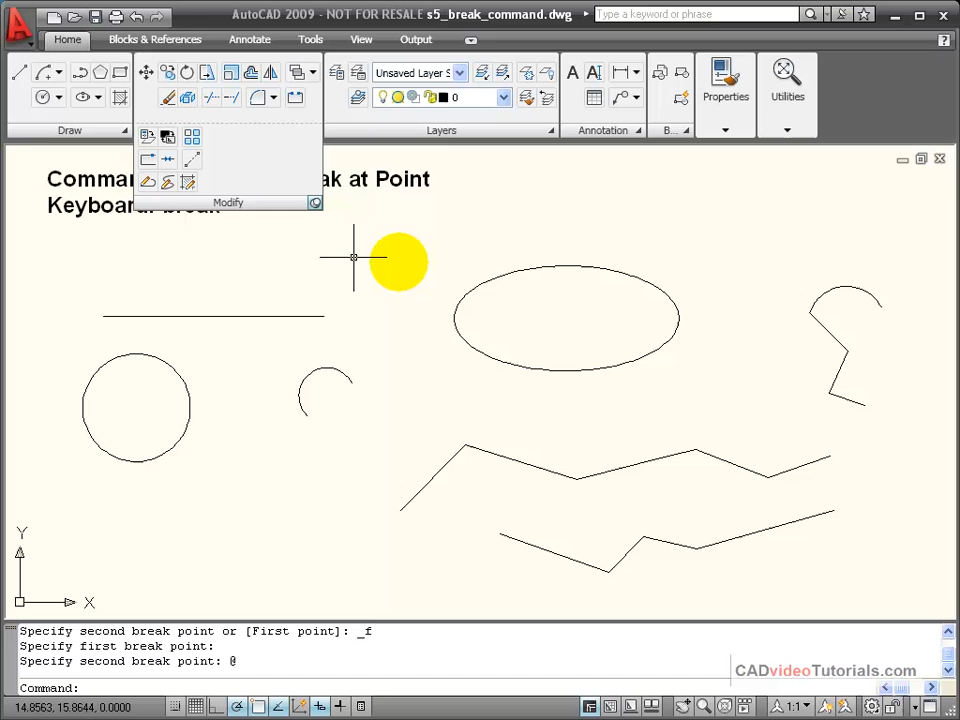 AutoCAD 2009 - NOT FOR RESALE s5_break_command.dwg
Type a keyword or phrase
Home Blocks & References Annotate Tools View Output
Unsaved Layer S
0
Properties
Utilities
Draw
Layers
Annotation
B...
Comman
ak at Point
Modify
Specify second break point or [First point]: _f
Specify first break point:
Specify second break point: @
CADvideoTutorials.com
Command:
Y
X
14.8563, 15.8644, 0.0000
1:1